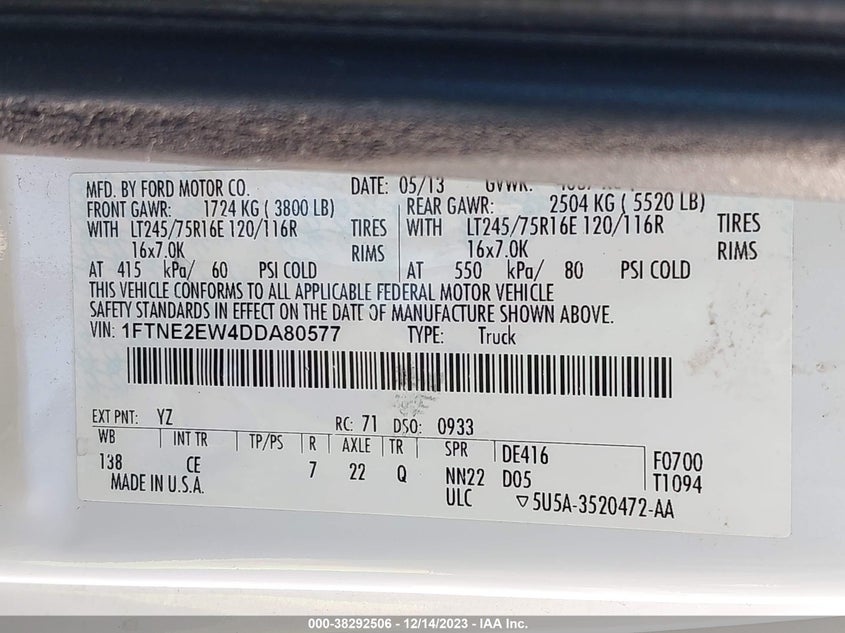 MFD. BY FORD MOTOR CO. DATE: 05/13 GVWR:
FRONT GAWR: 1724 KG ( 3800 LB) REAR GAWR: 2504 KG ( 5520 LB)
WITH LT245/75R16E 120/116R TIRES WITH LT245/75R16E 120/116R TIRES
16x7.0K RIMS 16x7.0K RIMS
AT 415 kPa/ 60 PSI COLD AT 550 kPa/ 80 PSI COLD
THIS VEHICLE CONFORMS TO ALL APPLICABLE FEDERAL MOTOR VEHICLE
SAFETY STANDARDS IN EFFECT ON THE DATE OF MANUFACTURE SHOWN ABOVE.
VIN: 1FTNE2EW4DDA80577 TYPE: Truck
EXT PNT: YZ RC: 71 DSO: 0933
WB INT TR TP/PS R AXLE TR SPR DE416 F0700
138 CE 7 22 Q NN22 D05 T1094
MADE IN U.S.A. ULC ▽5U5A-3520472-AA
000-38292506 - 12/14/2023 - IAA Inc.